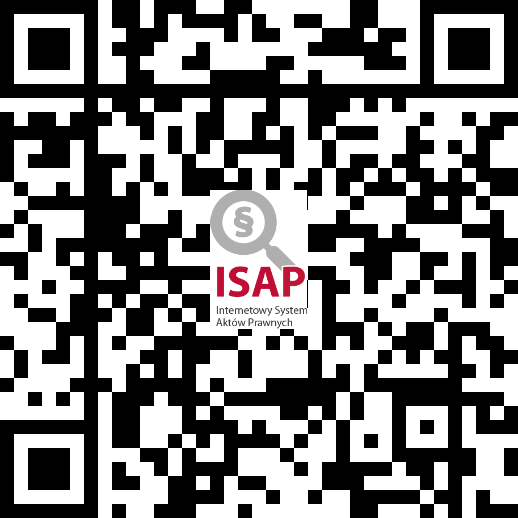 §
ISAP
Internetowy System
Aktów Prawnych